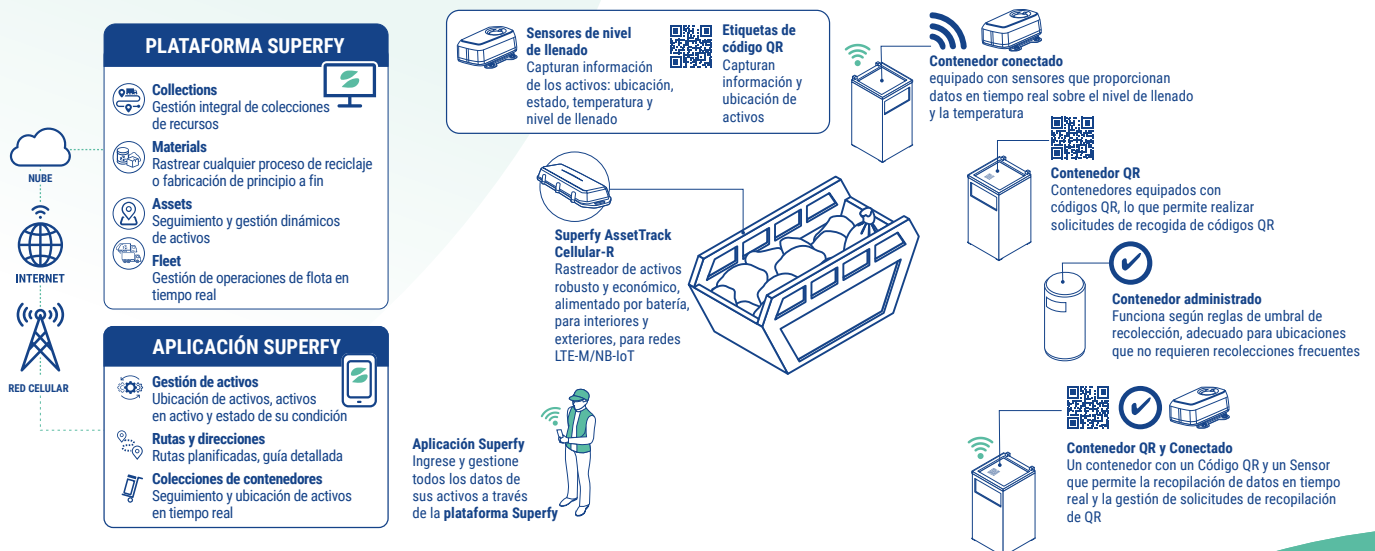 PLATAFORMA SUPERFY
Collections
Gestión integral de colecciones
de recursos
Materials
Rastrear cualquier proceso de reciclaje
o fabricación de principio a fin
Assets
Seguimiento y gestión dinámicos
de activos
Fleet
Gestión de operaciones de flota en
tiempo real
NUBE
INTERNET
RED CELULAR
APLICACIÓN SUPERFY
Gestión de activos
Ubicación de activos, activos
en activo y estado de su condición
Rutas y direcciones
Rutas planificadas, guía detallada
Colecciones de contenedores
Seguimiento y ubicación de activos
en tiempo real
Sensores de nivel
de llenado
Capturan información
de los activos: ubicación,
estado, temperatura y
nivel de llenado
Etiquetas de
código QR
Capturan
información y
ubicación de
activos
Superfy AssetTrack
Cellular-R
Rastreador de activos
robusto y económico,
alimentado por batería,
para interiores y
exteriores, para redes
LTE-M/NB-IoT
Aplicación Superfy
Ingrese y gestione
todos los datos de
sus activos a través
de la plataforma Superfy
Contenedor conectado
equipado con sensores que proporcionan
datos en tiempo real sobre el nivel de llenado
y la temperatura
Contenedor QR
Contenedores equipados con
códigos QR, lo que permite realizar
solicitudes de recogida de códigos QR
Contenedor administrado
Funciona según reglas de umbral de
recolección, adecuado para ubicaciones
que no requieren recolecciones frecuentes
Contenedor QR y Conectado
Un contenedor con un Código QR y un Sensor
que permite la recopilación de datos en tiempo
real y la gestión de solicitudes de recopilación
de QR